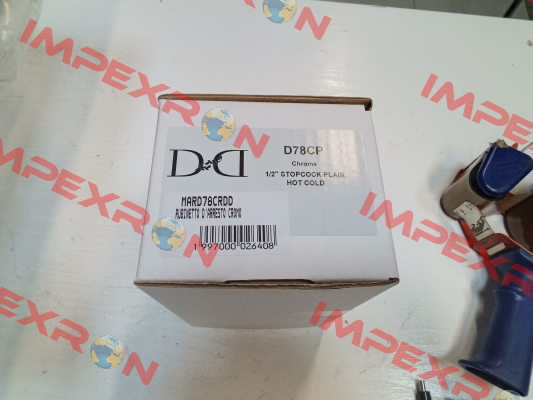 IMPEXRON
IMPEXRON
IMPEXRON
IMPEXRON
IMPEXRON
DD
D78CP
Chrome
1/2" STOPCOCK PLAIN
HOT COLD
MARD78CRDD
RUBINETTO D'ARRESTO CROMO
1 997000 026408